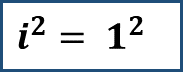 i² = 1²